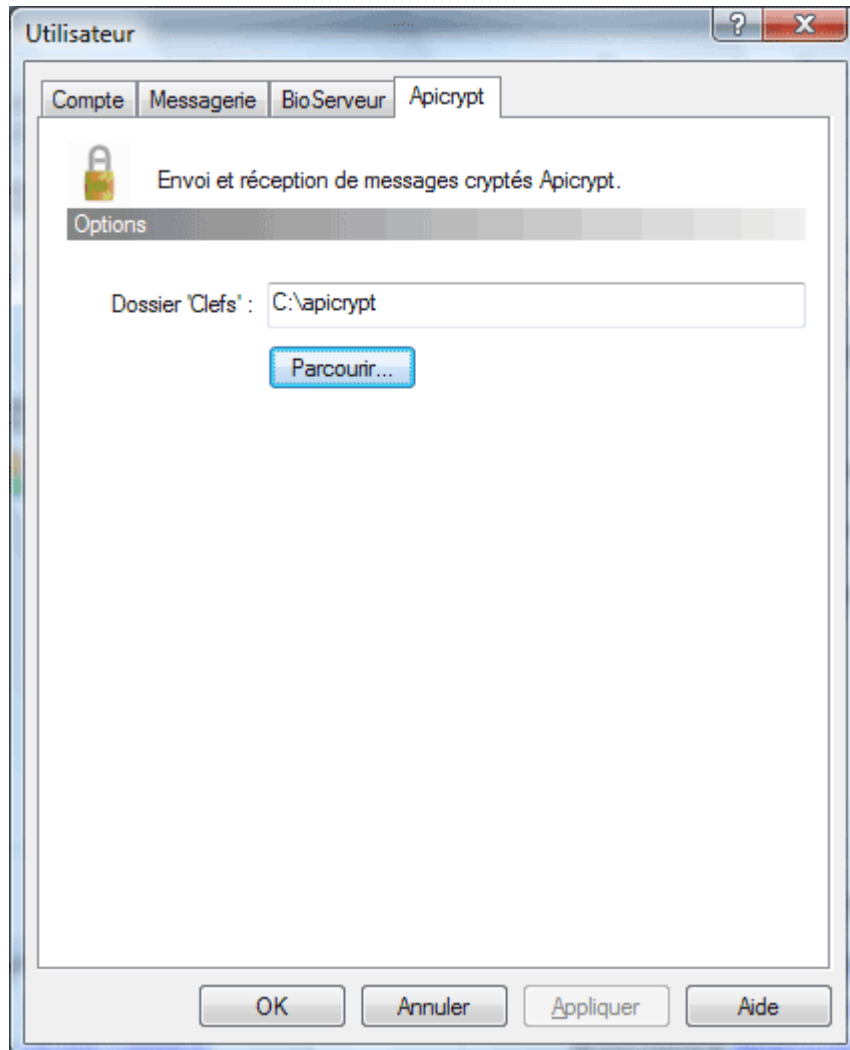 Utilisateur
?
X
Compte Messagerie BioServeur Apicrypt
Envoi et réception de messages cryptés Apicrypt.
Options
Dossier 'Clefs' : C:\apicrypt
Parcourir...
OK Annuler Appliquer Aide